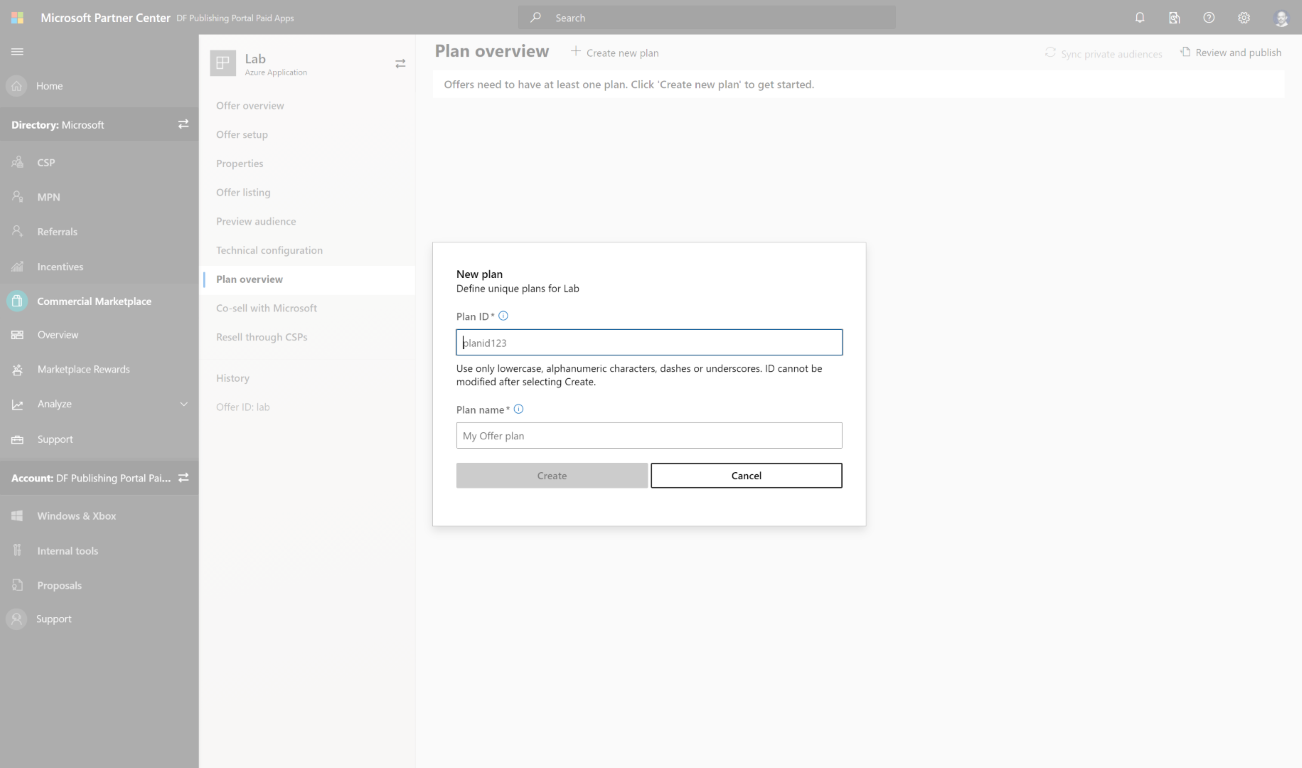 Microsoft Partner Center DF Publishing Portal Paid Apps
Search
Home
Directory: Microsoft
CSP
MPN
Referrals
Incentives
Commercial Marketplace
Overview
Marketplace Rewards
Analyze
Support
Account: DF Publishing Portal Pai...
Windows & Xbox
Internal tools
Proposals
Support
Lab
Azure Application
Offer overview
Offer setup
Properties
Offer listing
Preview audience
Technical configuration
Plan overview
Co-sell with Microsoft
Resell through CSPs
History
Offer ID: lab
Plan overview
Create new plan
Sync private audiences
Review and publish
Offers need to have at least one plan. Click 'Create new plan' to get started.
New plan
Define unique plans for Lab
Plan ID *
planid123
Use only lowercase, alphanumeric characters, dashes or underscores. ID cannot be
modified after selecting Create.
Plan name *
My Offer plan
Create
Cancel